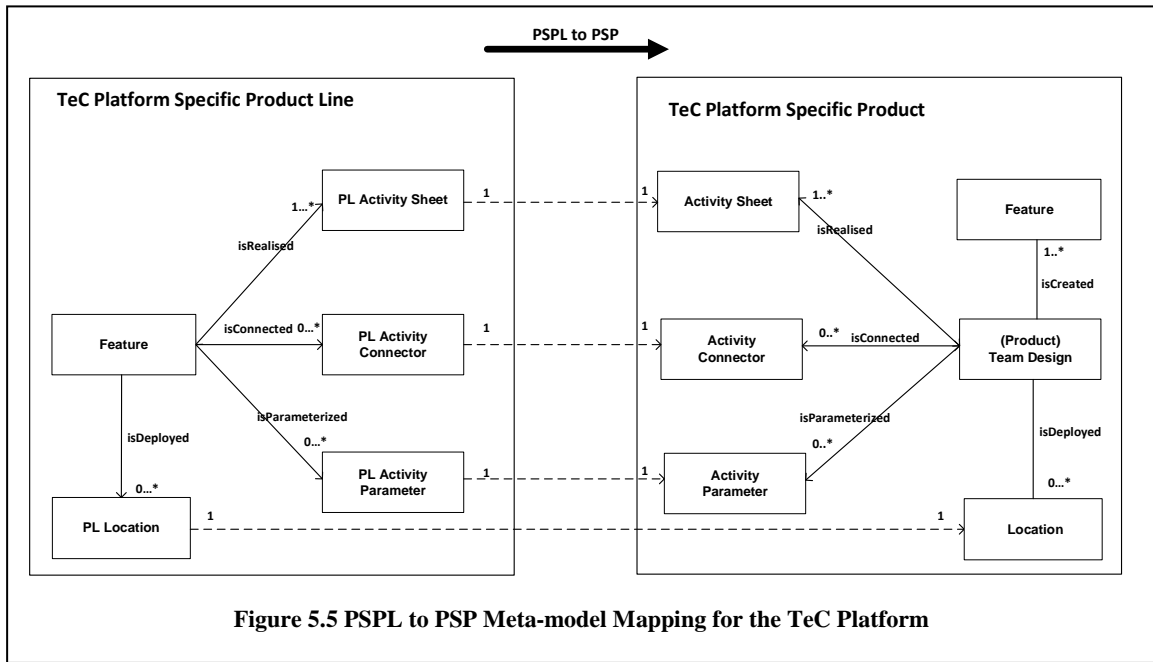 PSPL to PSP
TeC Platform Specific Product Line
TeC Platform Specific Product
PL Activity Sheet
1
1
Activity Sheet
Feature
1...*
1..*
isRealised
isRealised
1..*
isCreated
Feature
isConnected
0...*
PL Activity
Connector
1
1
Activity
Connector
0..*
isConnected
(Product)
Team Design
isParameterized
isParameterized
isDeployed
isDeployed
0...*
0..*
PL Activity
Parameter
1
1
Activity
Parameter
0...*
0...*
PL Location
1
1
Location
Figure 5.5 PSPL to PSP Meta-model Mapping for the TeC Platform